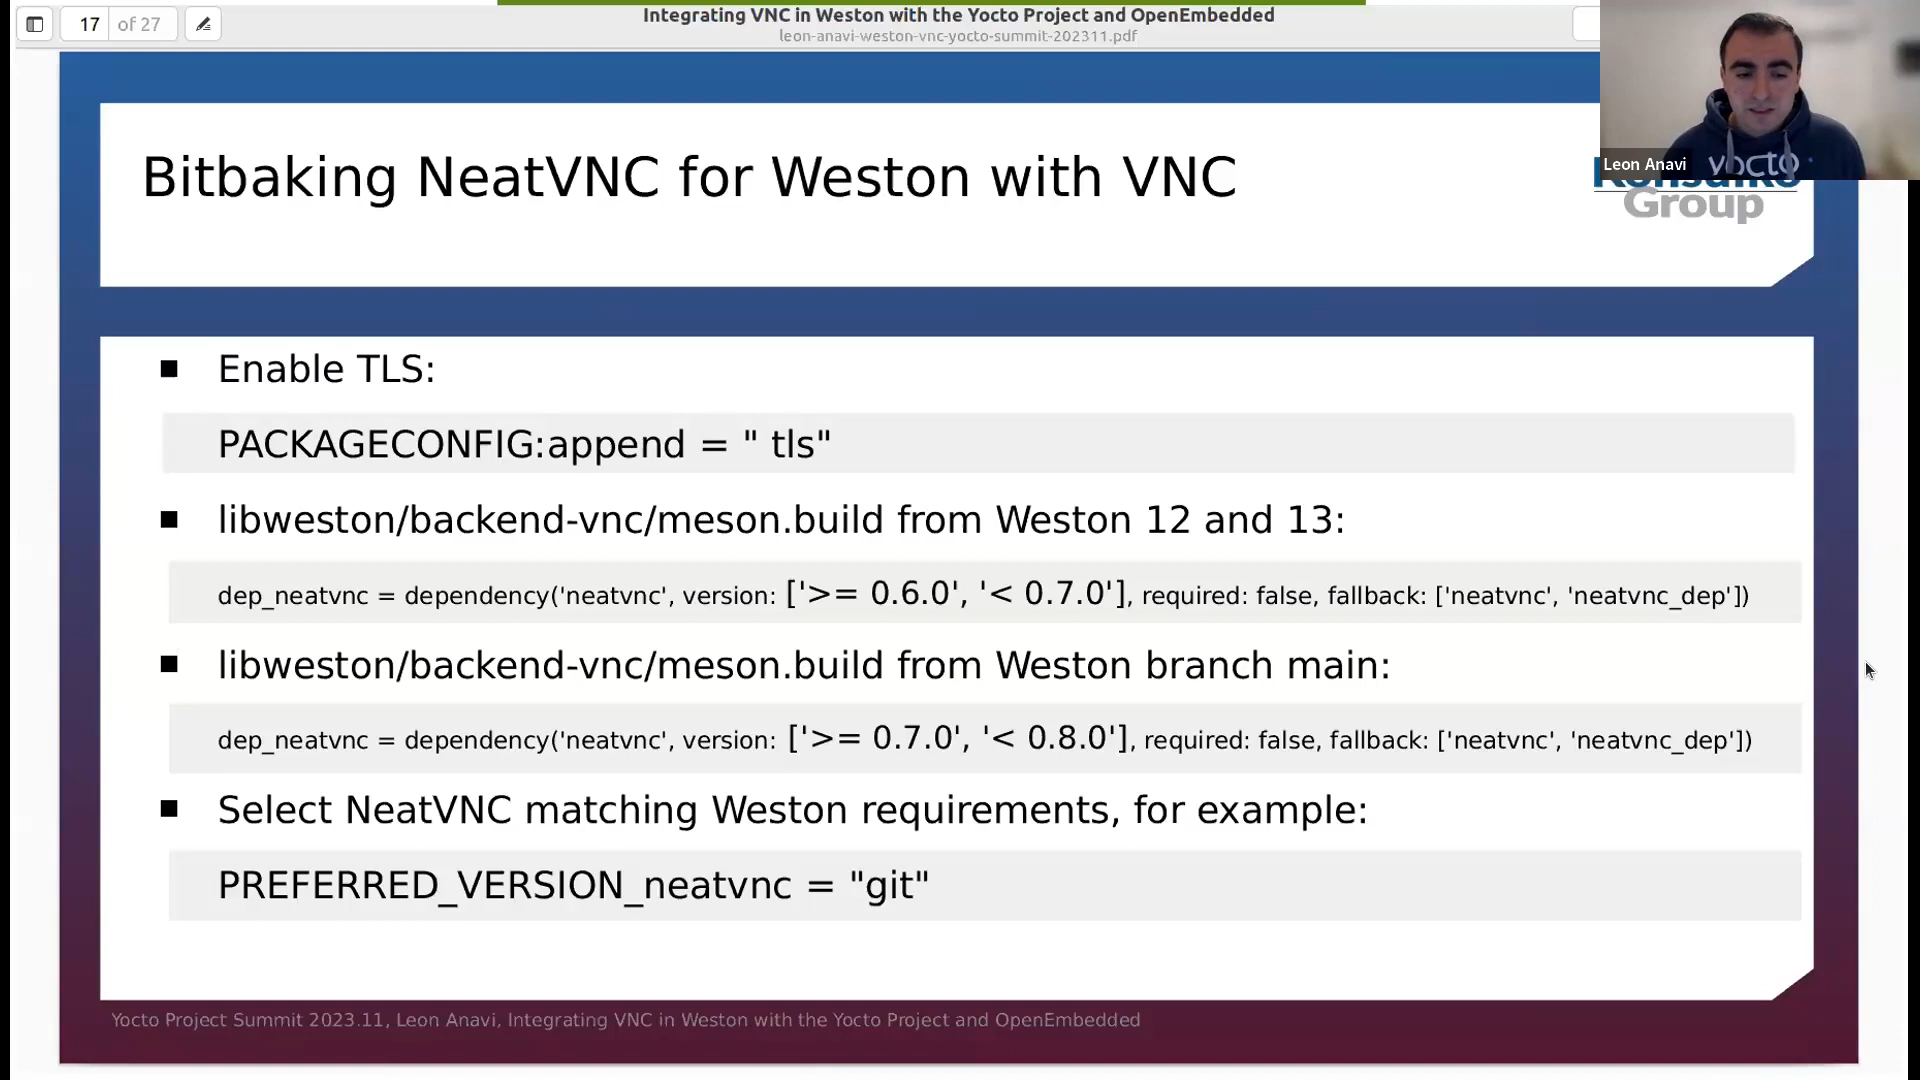 17 of 27
Integrating VNC in Weston with the Yocto Project and OpenEmbedded
leon-anavi-weston-vnc-yocto-summit-202311.pdf
Leon Anavi
yocto
Bitbaking NeatVNC for Weston with VNC
Konsulko
Group
■ Enable TLS:
PACKAGECONFIG:append = " tls"
■ libweston/backend-vnc/meson.build from Weston 12 and 13:
dep_neatvnc = dependency('neatvnc', version: ['>= 0.6.0', '< 0.7.0'], required: false, fallback: ['neatvnc', 'neatvnc_dep'])
■ libweston/backend-vnc/meson.build from Weston branch main:
dep_neatvnc = dependency('neatvnc', version: ['>= 0.7.0', '< 0.8.0'], required: false, fallback: ['neatvnc', 'neatvnc_dep'])
■ Select NeatVNC matching Weston requirements, for example:
PREFERRED_VERSION_neatvnc = "git"
Yocto Project Summit 2023.11, Leon Anavi, Integrating VNC in Weston with the Yocto Project and OpenEmbedded